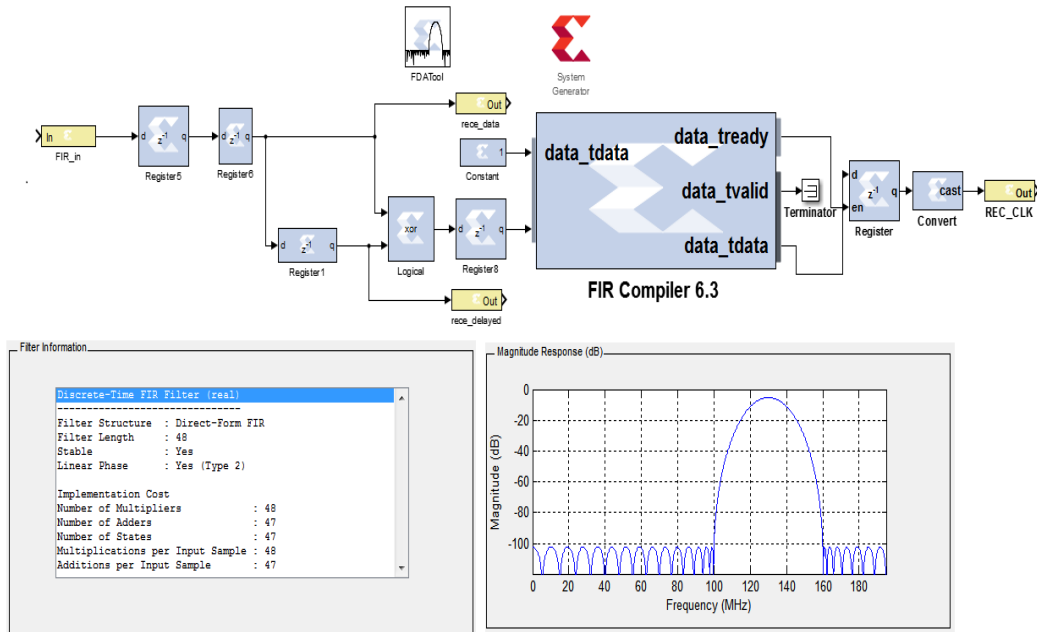 FDATool
System
Generator
In
FIR_in
d z⁻¹ q
Register5
d z⁻¹ q
Register6
Out
rece_data
1
Constant
d z⁻¹ q
Register1
xor
Logical
d z⁻¹ q
Register8
Out
rece_delayed
data_tdata
data_tready
data_tvalid
data_tdata
FIR Compiler 6.3
Terminator
d
z⁻¹ q
en
Register
cast
Convert
Out
REC_CLK
Filter Information
Discrete-Time FIR Filter (real)
-------------------------------
Filter Structure : Direct-Form FIR
Filter Length : 48
Stable : Yes
Linear Phase : Yes (Type 2)
Implementation Cost
Number of Multipliers : 48
Number of Adders : 47
Number of States : 47
Multiplications per Input Sample : 48
Additions per Input Sample : 47
Magnitude Response (dB)
Magnitude (dB)
0
-20
-40
-60
-80
-100
0 20 40 60 80 100 120 140 160 180
Frequency (MHz)